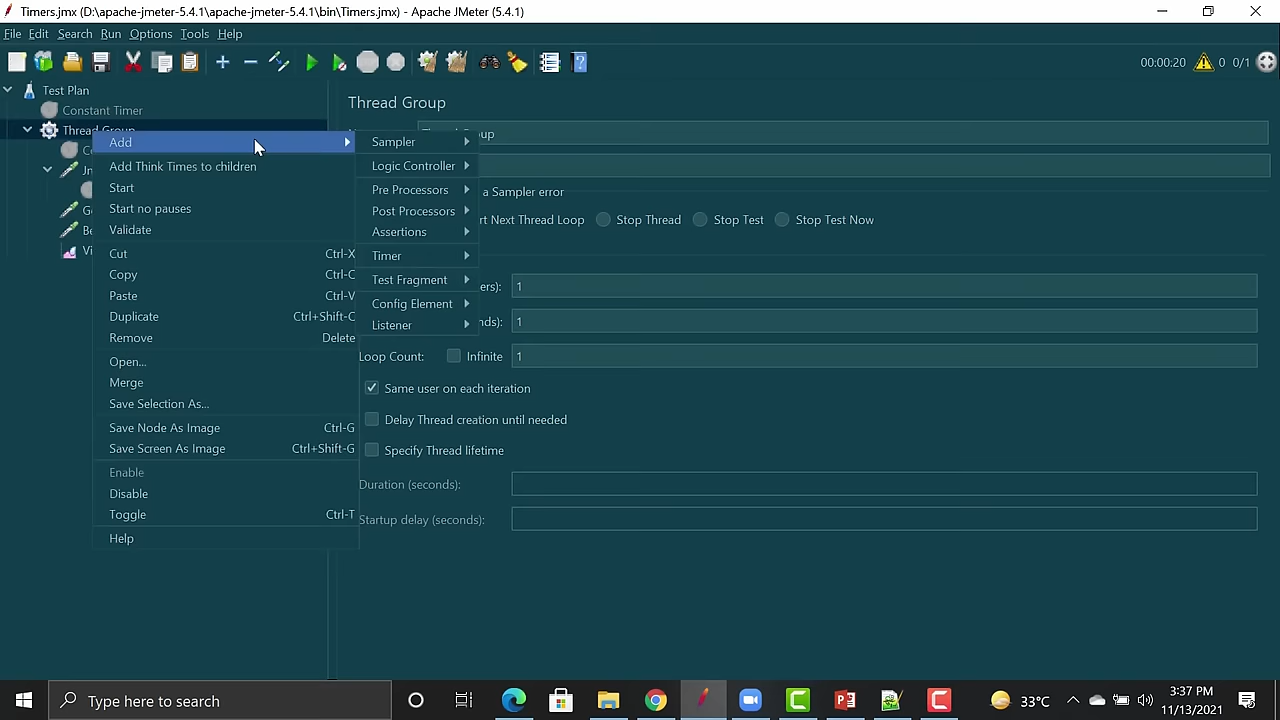 Timers.jmx (D:\apache-jmeter-5.4.1\apache-jmeter-5.4.1\bin\Timers.jmx) - Apache JMeter (5.4.1)
File Edit Search Run Options Tools Help
00:00:20 0 0/1
Test Plan
Constant Timer
Thread Group
Thread Group
Group
Add
Add Think Times to children
Start
Start no pauses
Validate
Cut Ctrl-X
Copy Ctrl-C
Paste Ctrl-V
Duplicate Ctrl+Shift-C
Remove Delete
Open...
Merge
Save Selection As...
Save Node As Image Ctrl-G
Save Screen As Image Ctrl+Shift-G
Enable
Disable
Toggle Ctrl-T
Help
Sampler
Logic Controller
Pre Processors
Post Processors
Assertions
Timer
Test Fragment
Config Element
Listener
a Sampler error
rt Next Thread Loop Stop Thread Stop Test Stop Test Now
ers): 1
nds): 1
Loop Count: Infinite 1
Same user on each iteration
Delay Thread creation until needed
Specify Thread lifetime
Duration (seconds):
Startup delay (seconds):
Type here to search
33°C
3:37 PM
11/13/2021